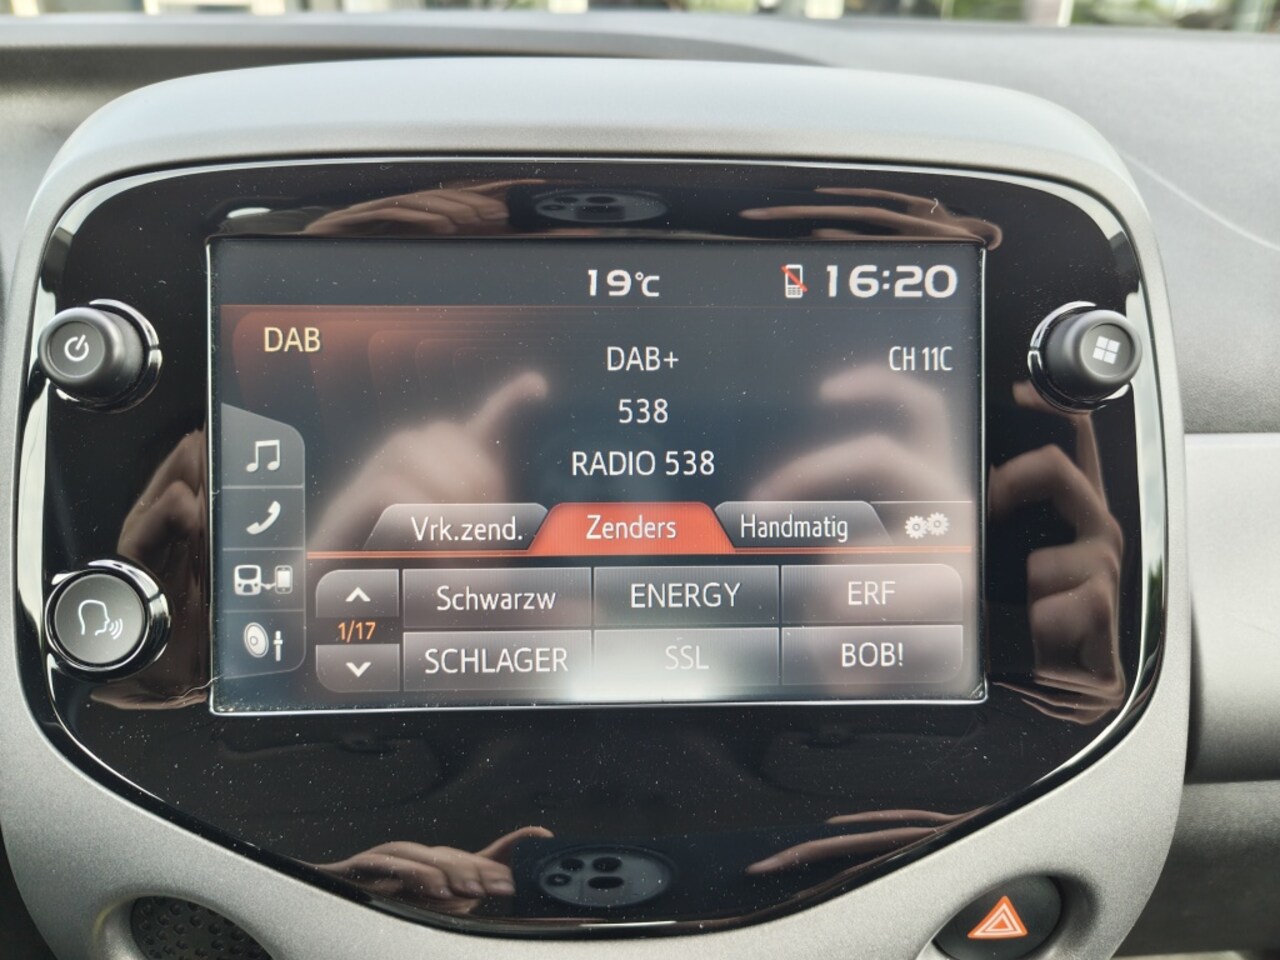 19°C 16:20
DAB
DAB+ CH 11C
538
RADIO 538
Vrk.zend. Zenders Handmatig
Schwarzw ENERGY ERF
1/17
SCHLAGER SSL BOB!